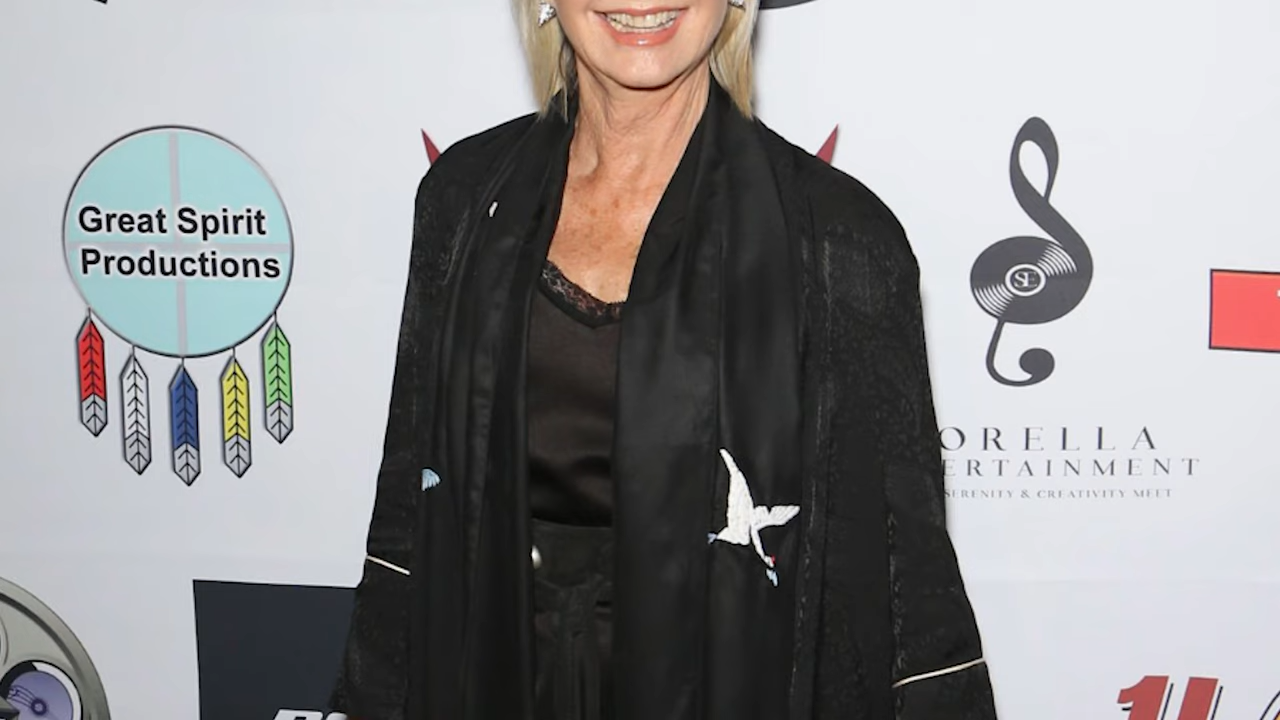 Great Spirit
Productions
SE
ORELLA
ERTAINMENT
SERENITY & CREATIVITY MEET